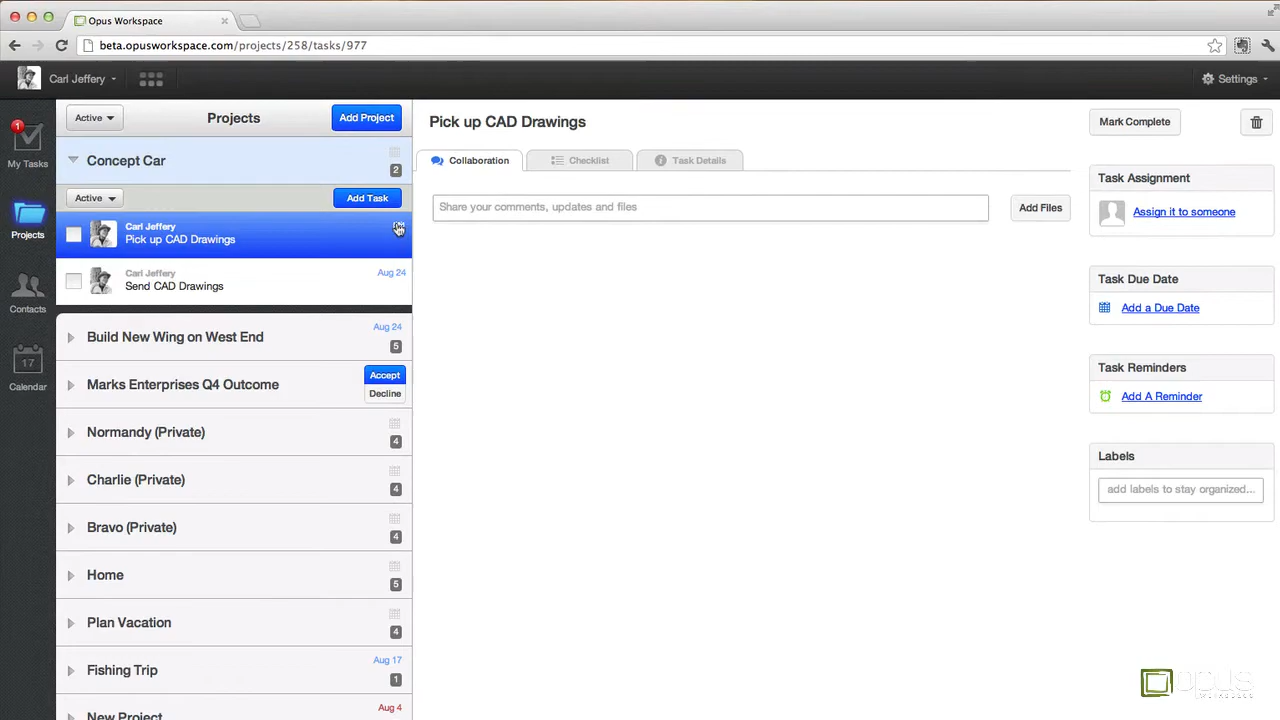 Opus Workspace
beta.opusworkspace.com/projects/258/tasks/977
Carl Jeffery
Settings
1
My Tasks
Projects
Contacts
17
Calendar
Active
Projects
Add Project
Concept Car
2
Active
Add Task
Carl Jeffery
Pick up CAD Drawings
Carl Jeffery
Aug 24
Send CAD Drawings
Build New Wing on West End
Aug 24
5
Marks Enterprises Q4 Outcome
Accept
Decline
Normandy (Private)
4
Charlie (Private)
4
Bravo (Private)
4
Home
5
Plan Vacation
4
Fishing Trip
Aug 17
1
New Project
Aug 4
Pick up CAD Drawings
Mark Complete
Collaboration
Checklist
Task Details
Share your comments, updates and files
Add Files
Task Assignment
Assign it to someone
Task Due Date
Add a Due Date
Task Reminders
Add A Reminder
Labels
add labels to stay organized...
opus